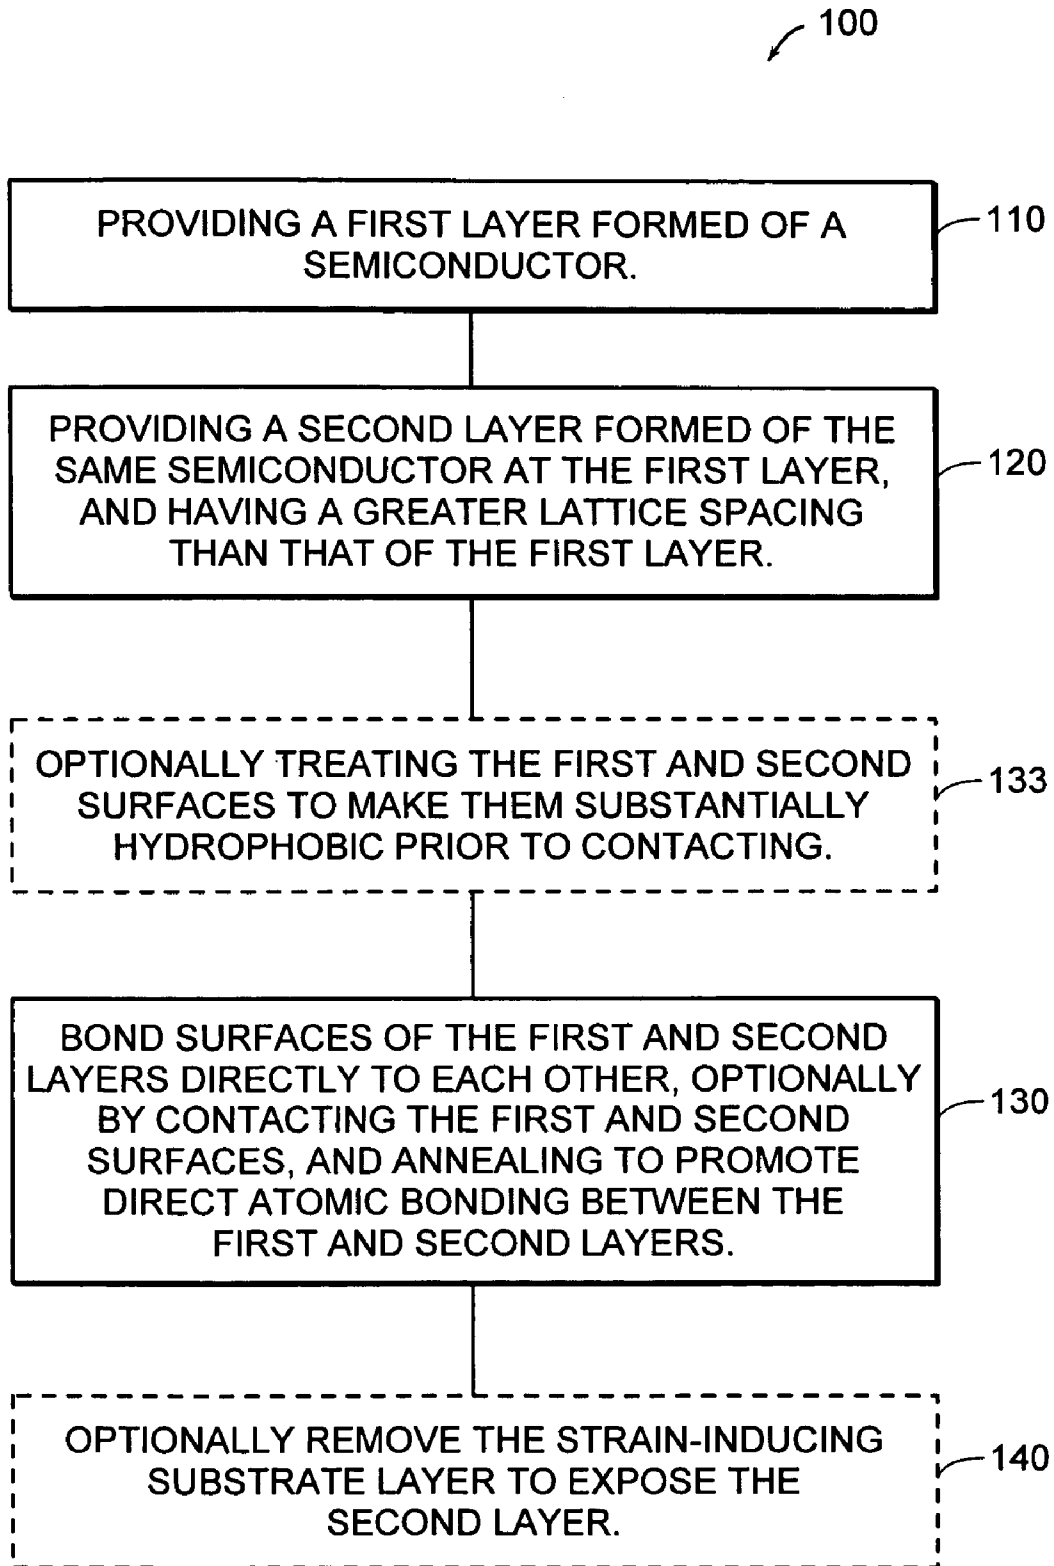 100
PROVIDING A FIRST LAYER FORMED OF A
SEMICONDUCTOR.
110
PROVIDING A SECOND LAYER FORMED OF THE
SAME SEMICONDUCTOR AT THE FIRST LAYER,
AND HAVING A GREATER LATTICE SPACING
THAN THAT OF THE FIRST LAYER.
120
OPTIONALLY TREATING THE FIRST AND SECOND
SURFACES TO MAKE THEM SUBSTANTIALLY
HYDROPHOBIC PRIOR TO CONTACTING.
133
BOND SURFACES OF THE FIRST AND SECOND
LAYERS DIRECTLY TO EACH OTHER, OPTIONALLY
BY CONTACTING THE FIRST AND SECOND
SURFACES, AND ANNEALING TO PROMOTE
DIRECT ATOMIC BONDING BETWEEN THE
FIRST AND SECOND LAYERS.
130
OPTIONALLY REMOVE THE STRAIN-INDUCING
SUBSTRATE LAYER TO EXPOSE THE
SECOND LAYER.
140